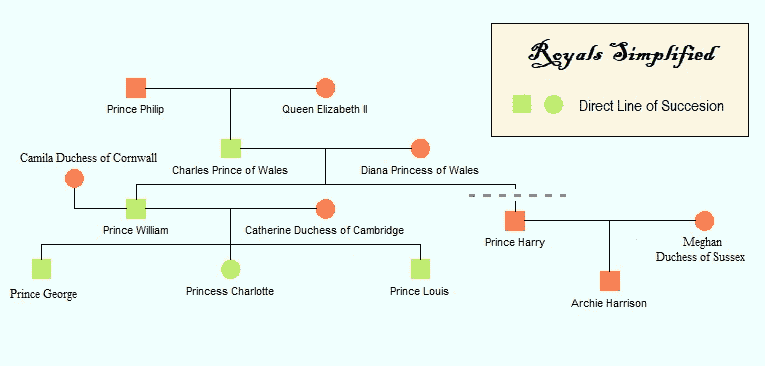 Royals Simplified
Direct Line of Succesion
Prince Philip
Queen Elizabeth II
Camila Duchess of Cornwall
Charles Prince of Wales
Diana Princess of Wales
Prince William
Catherine Duchess of Cambridge
Prince Harry
Meghan
Duchess of Sussex
Prince George
Princess Charlotte
Prince Louis
Archie Harrison